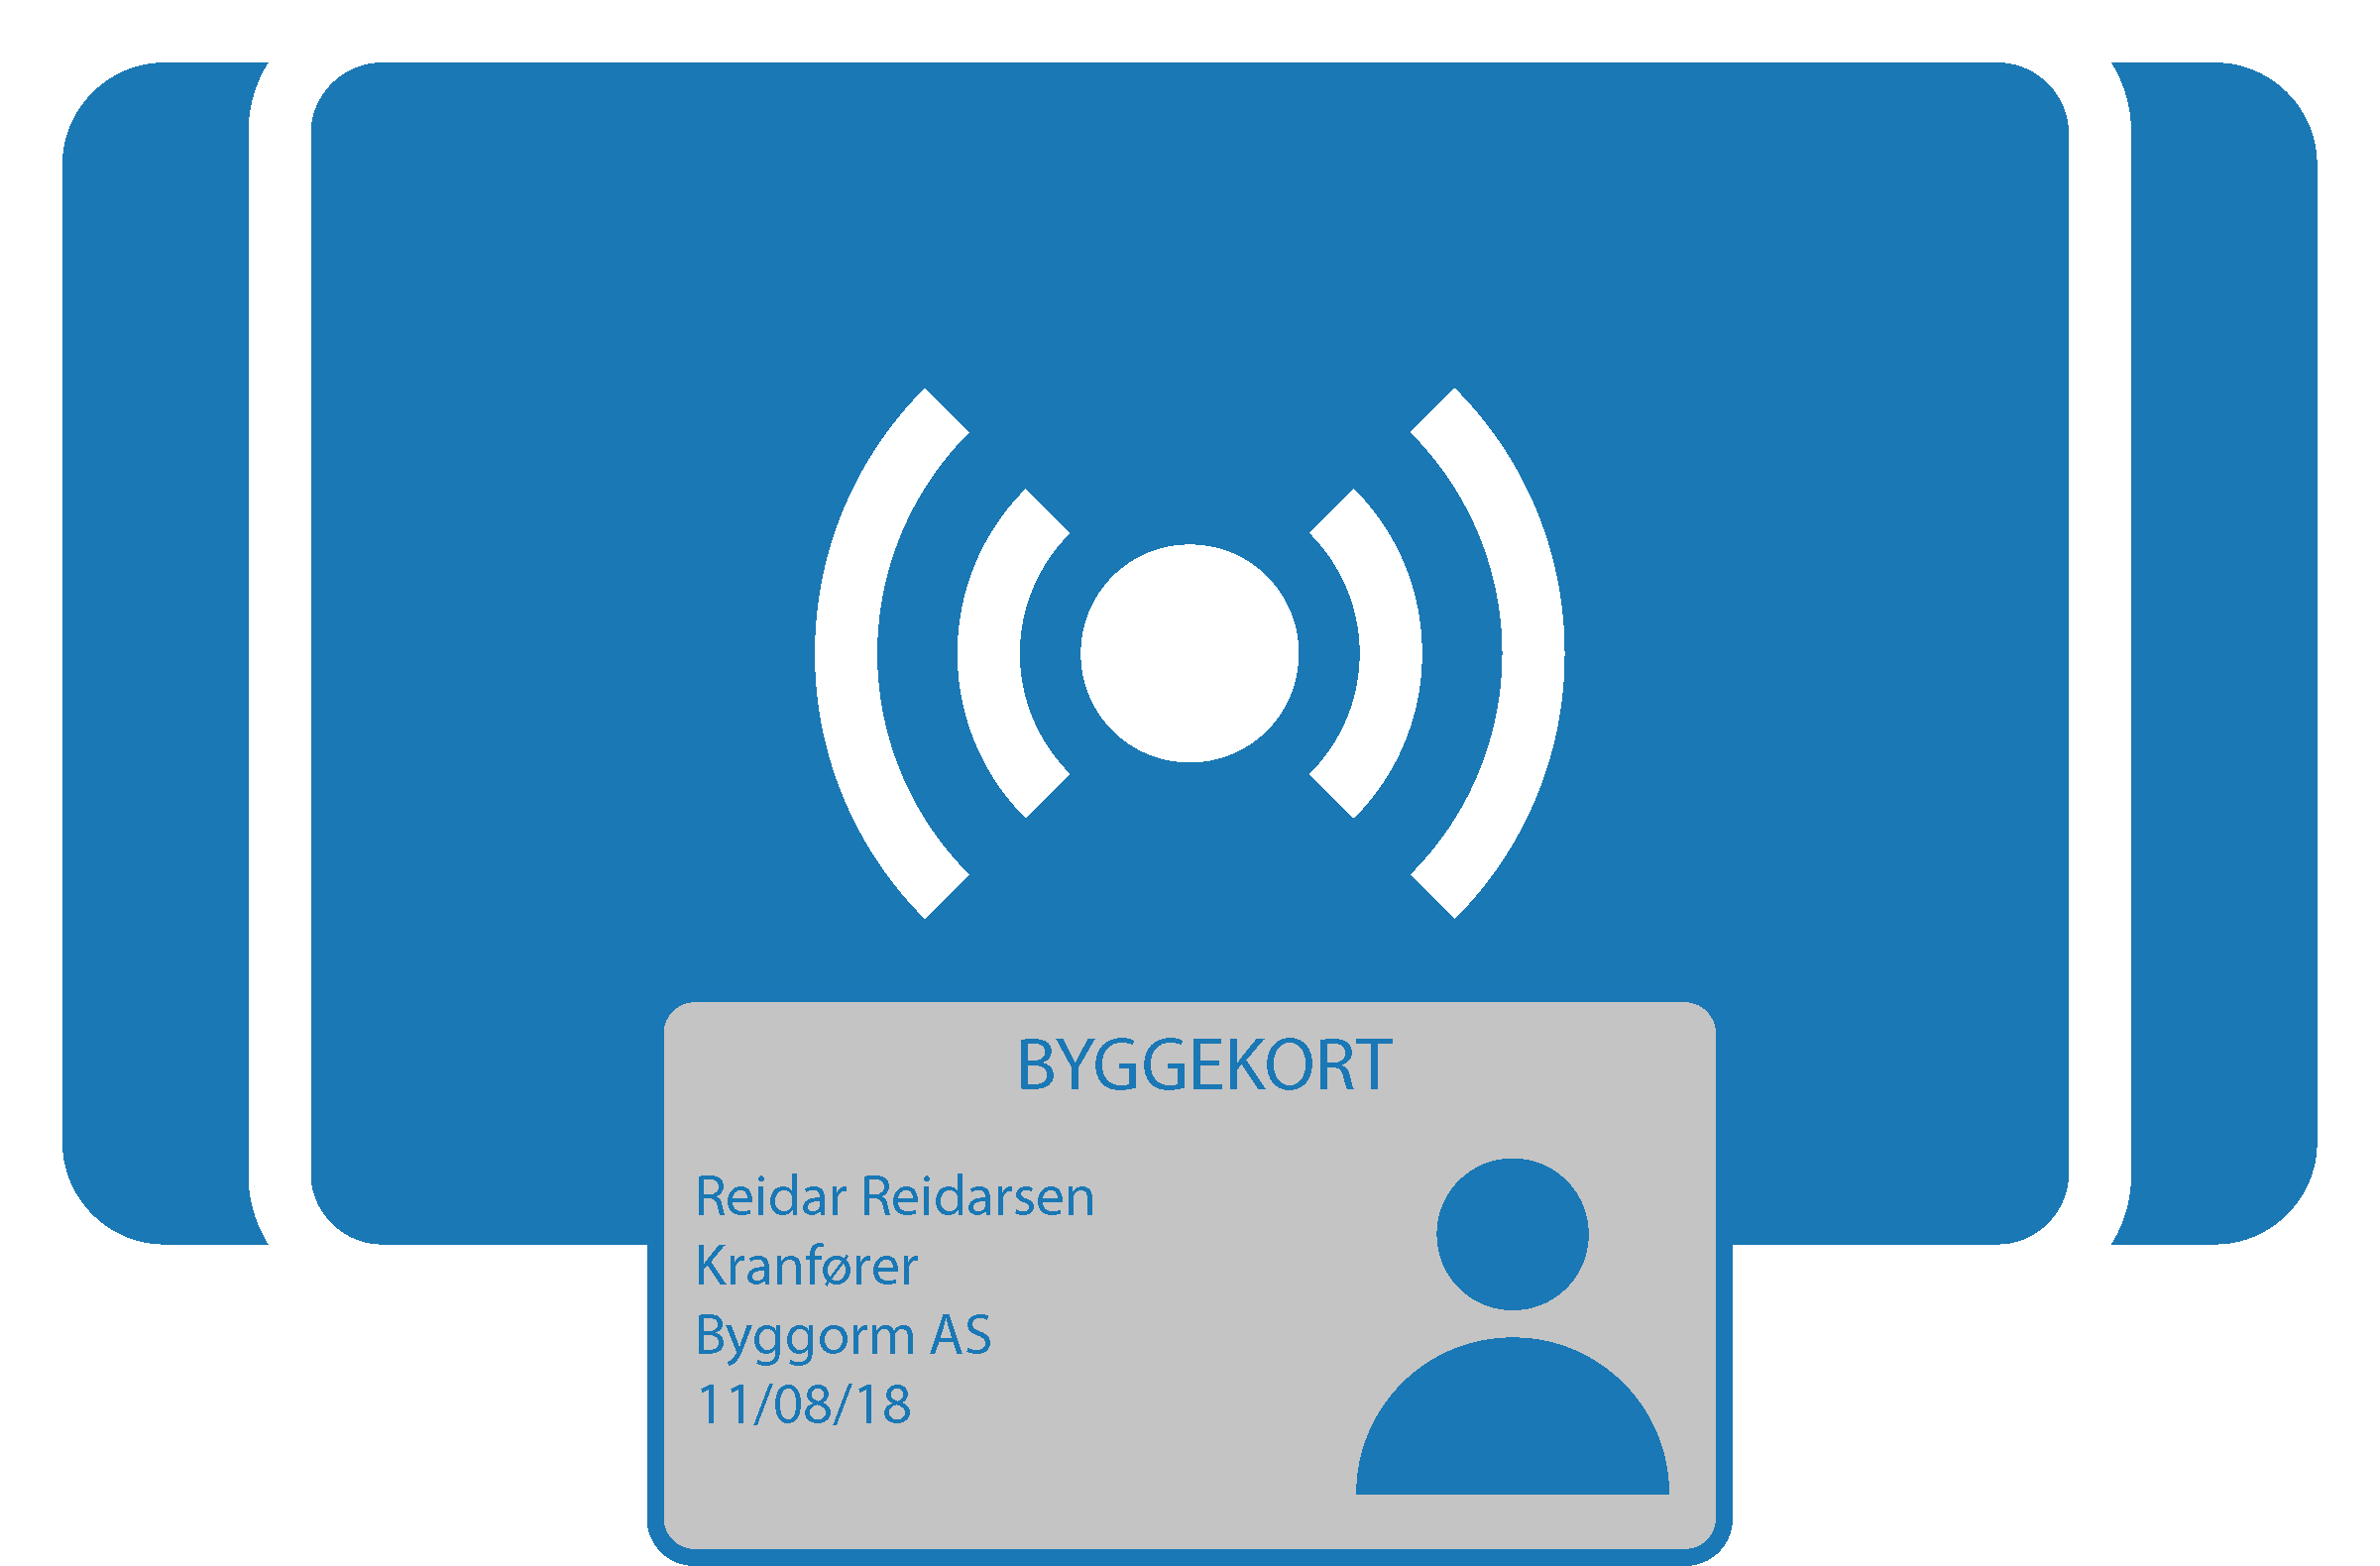 BYGGEKORT
Reidar Reidarsen
Kranfører
Byggorm AS
11/08/18